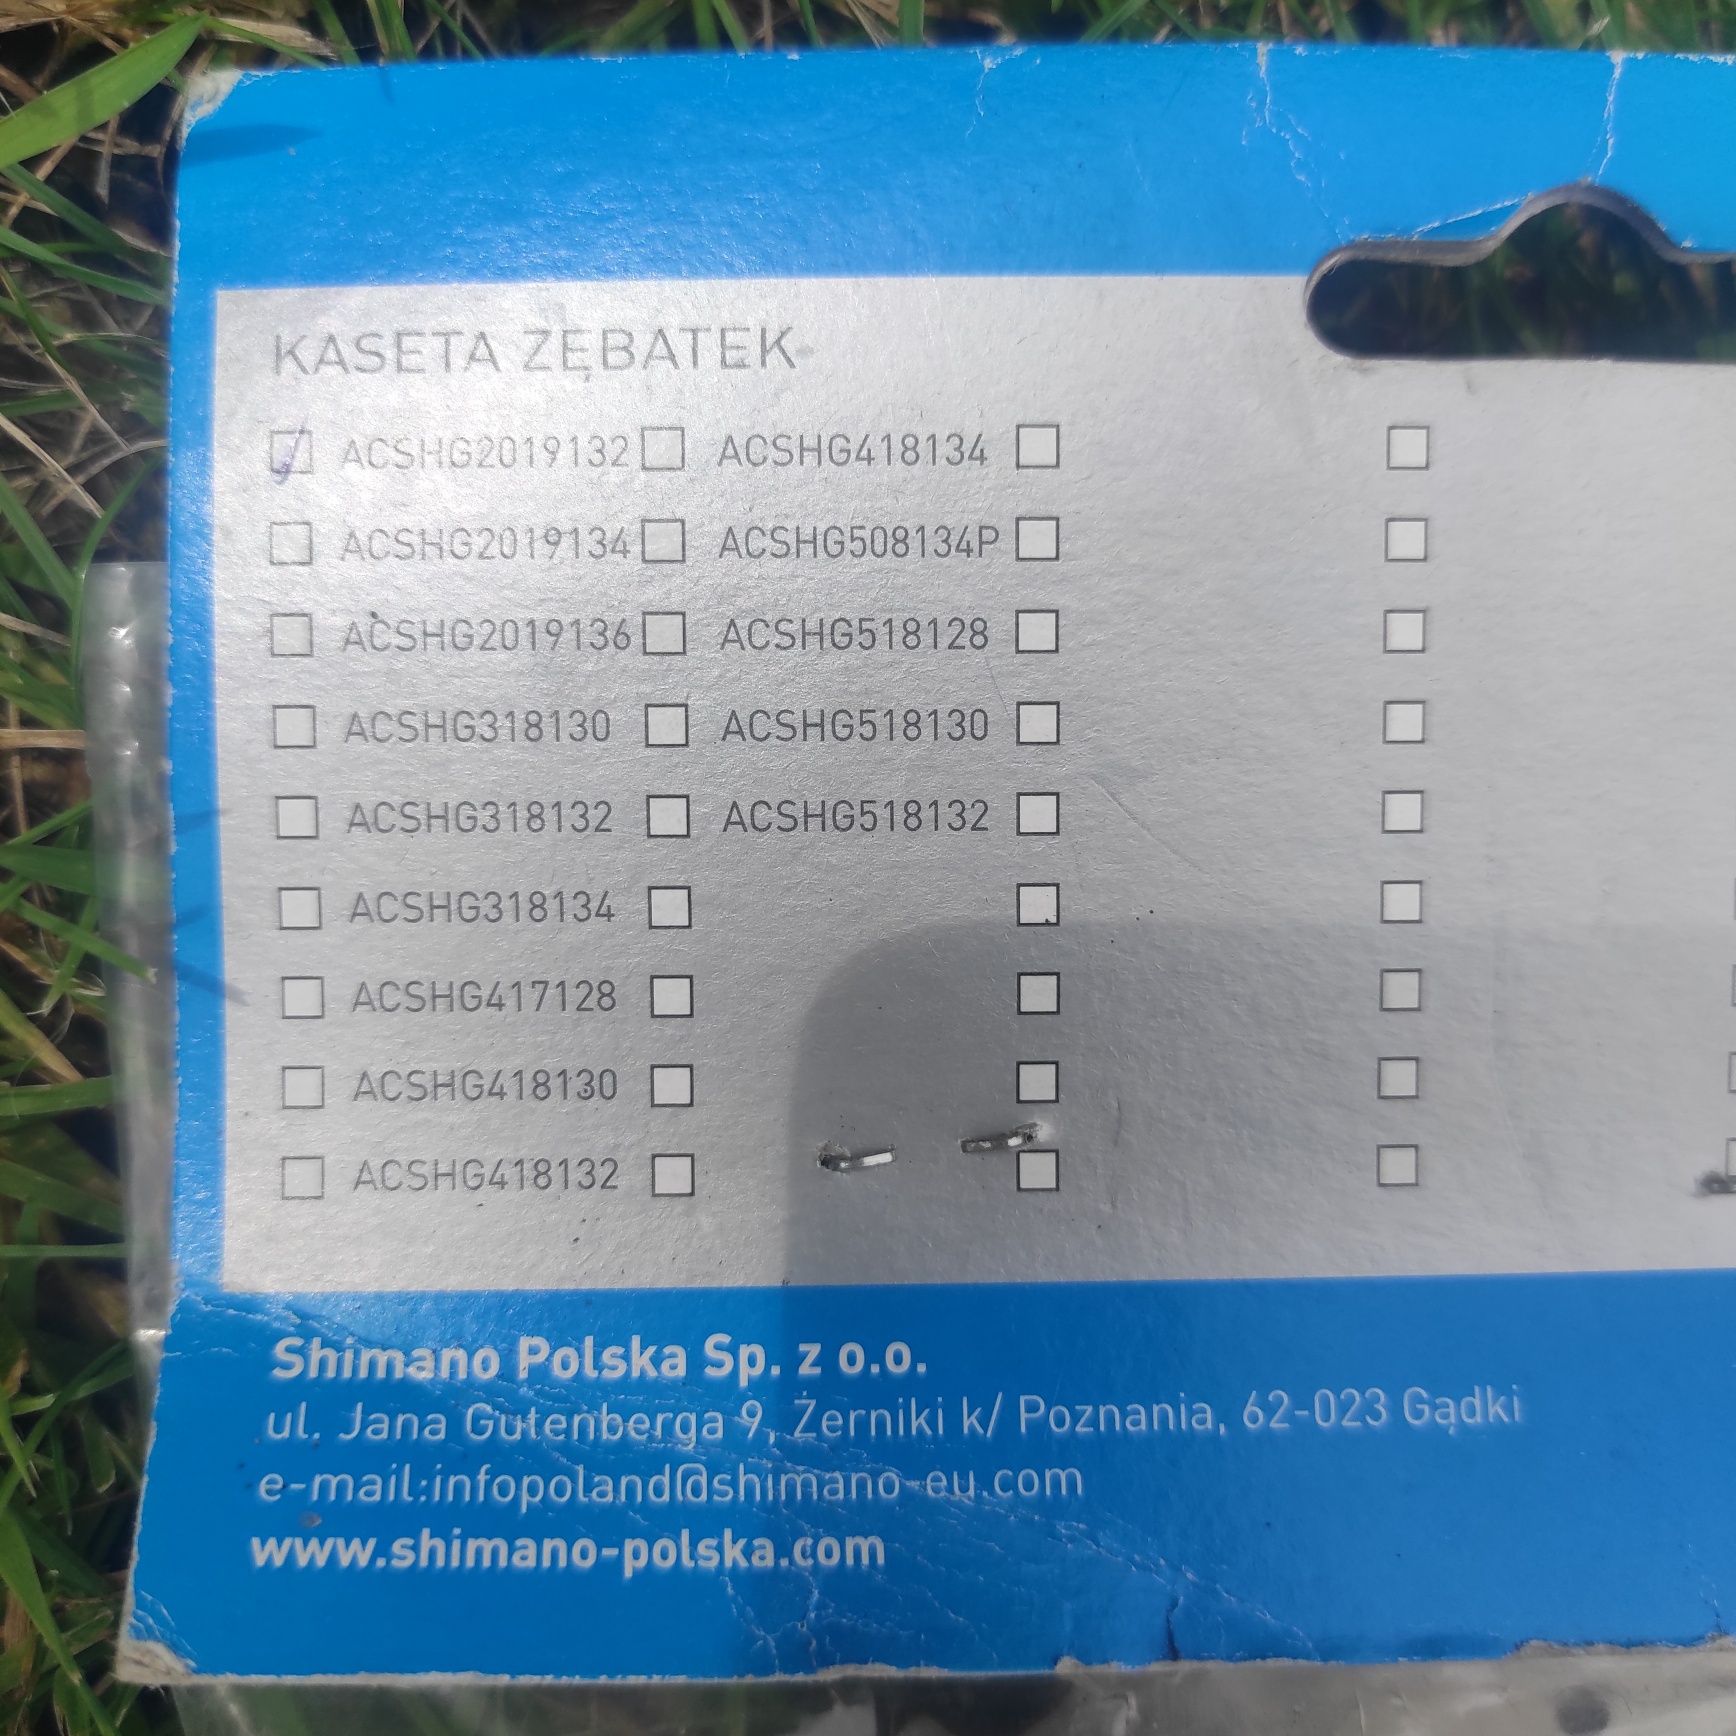 KASETA ZĘBATEK
ACSHG2019132 ACSHG418134
ACSHG2019134 ACSHG508134P
ACSHG2019136 ACSHG518128
ACSHG318130 ACSHG518130
ACSHG318132 ACSHG518132
ACSHG318134
ACSHG417128
ACSHG418130
ACSHG418132
Shimano Polska Sp. z o.o.
ul. Jana Gutenberga 9, Żerniki k/ Poznania, 62-023 Gądki
e-mail:infopoland@shimano-eu.com
www.shimano-polska.com